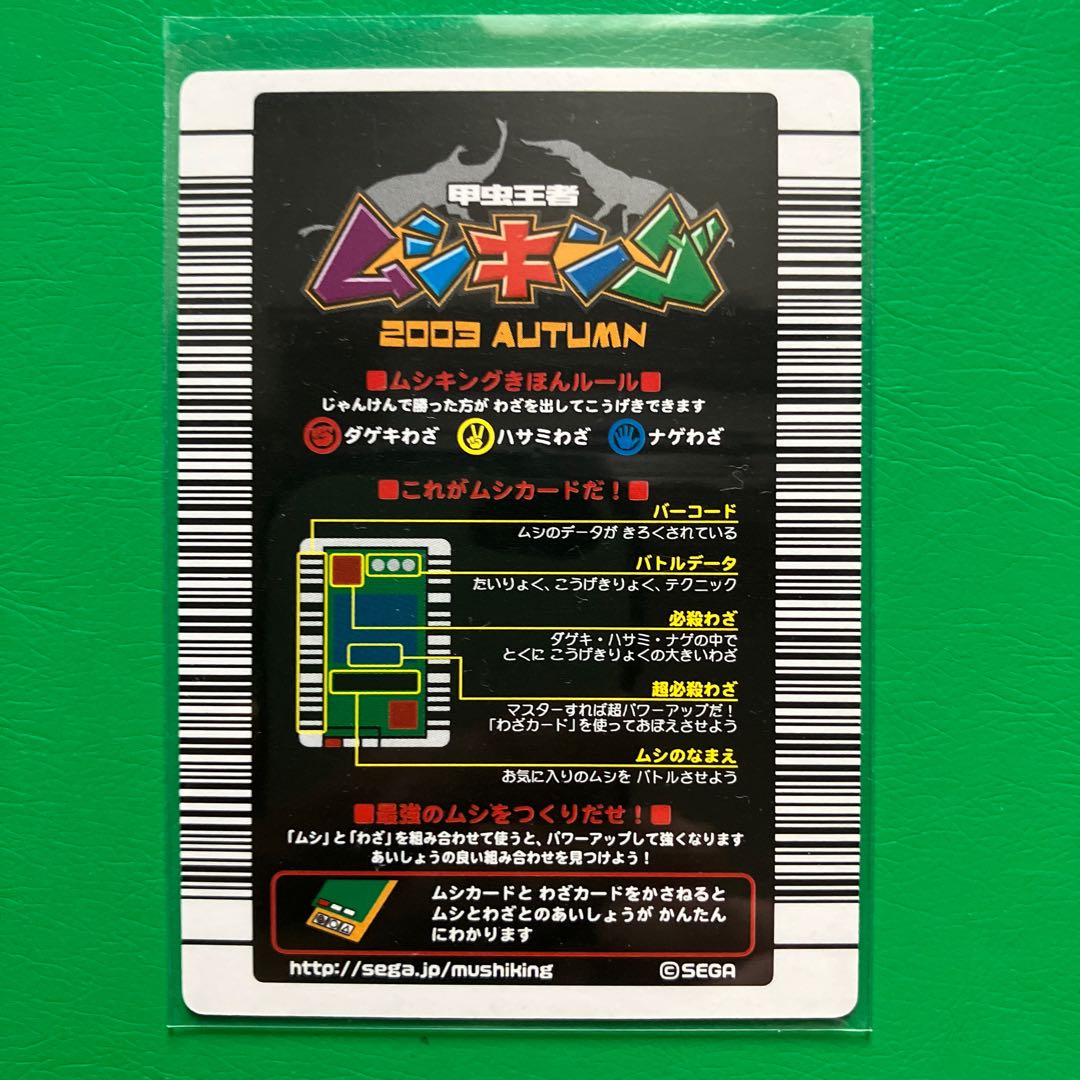 甲虫王者
ムシキング
TM
2003 AUTUMN
■ムシキングきほんルール■
じゃんけんで勝った方が わざを出してこうげきできます
ダゲキわざ ハサミわざ ナゲわざ
■これがムシカードだ！■
バーコード
ムシのデータが きろくされている
バトルデータ
たいりょく、こうげきりょく、テクニック
必殺わざ
ダゲキ・ハサミ・ナゲの中で
とくに こうげきりょくの大きいわざ
超必殺わざ
マスターすれば超パワーアップだ！
「わざカード」を使っておぼえさせよう
ムシのなまえ
お気に入りのムシを バトルさせよう
■最強のムシをつくりだせ！■
「ムシ」と「わざ」を組み合わせて使うと、パワーアップして強くなります
あいしょうの良い組み合わせを見つけよう！
ムシカードと わざカードをかさねると
ムシとわざとのあいしょうが かんたん
にわかります
http://sega.jp/mushiking ©SEGA